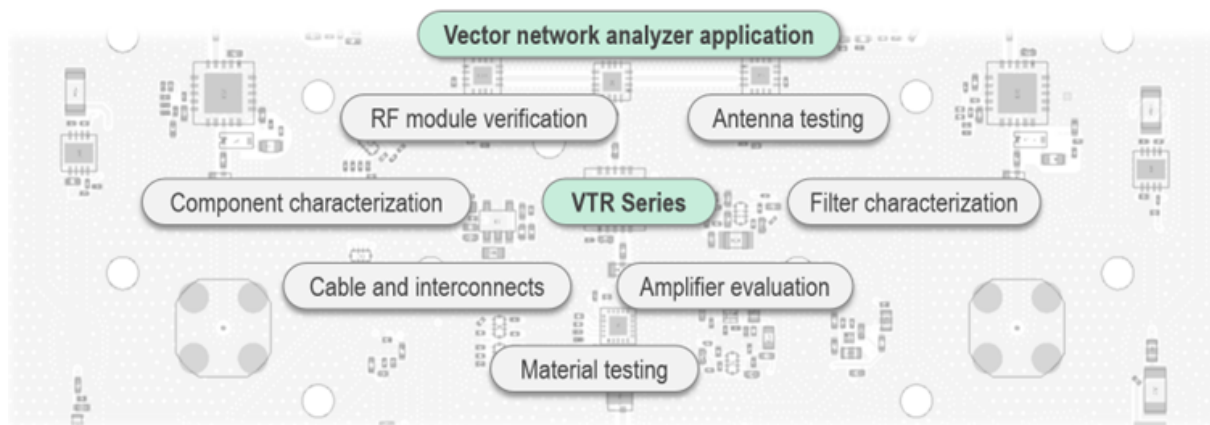 Vector network analyzer application
RF module verification
Antenna testing
Component characterization
VTR Series
Filter characterization
Cable and interconnects
Amplifier evaluation
Material testing